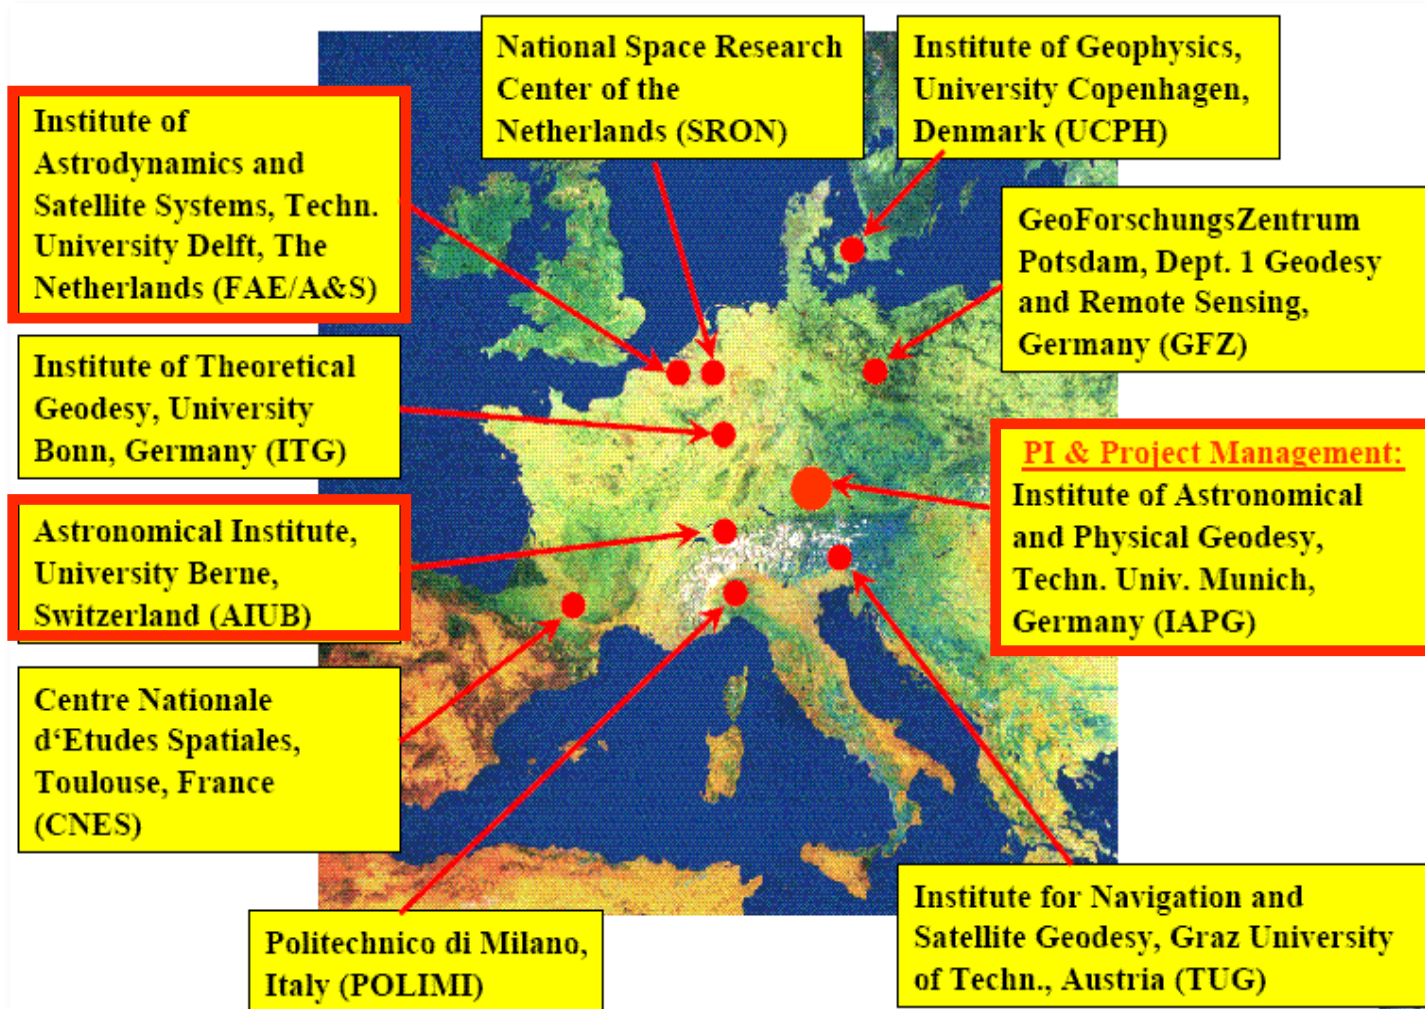 National Space Research
Center of the
Netherlands (SRON)
Institute of Geophysics,
University Copenhagen,
Denmark (UCPH)
Institute of
Astrodynamics and
Satellite Systems, Techn.
University Delft, The
Netherlands (FAE/A&S)
GeoForschungsZentrum
Potsdam, Dept. 1 Geodesy
and Remote Sensing,
Germany (GFZ)
Institute of Theoretical
Geodesy, University
Bonn, Germany (ITG)
PI & Project Management:
Institute of Astronomical
and Physical Geodesy,
Techn. Univ. Munich,
Germany (IAPG)
Astronomical Institute,
University Berne,
Switzerland (AIUB)
Centre Nationale
d‘Etudes Spatiales,
Toulouse, France
(CNES)
Institute for Navigation and
Satellite Geodesy, Graz University
of Techn., Austria (TUG)
Politechnico di Milano,
Italy (POLIMI)